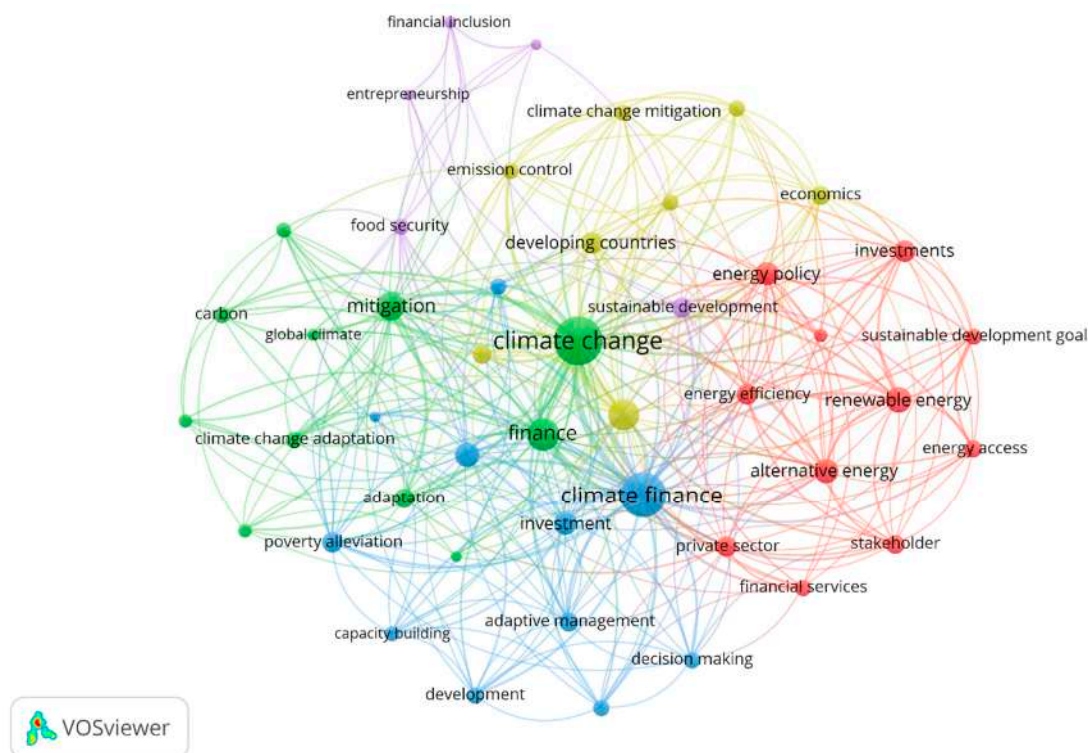 financial inclusion
entrepreneurship
climate change mitigation
emission control
economics
food security
developing countries
investments
energy policy
mitigation
sustainable development
carbon
global climate
climate change
sustainable development goal
energy efficiency
renewable energy
climate change adaptation
finance
energy access
alternative energy
adaptation
climate finance
investment
poverty alleviation
private sector
stakeholder
financial services
adaptive management
capacity building
decision making
development
VOSviewer